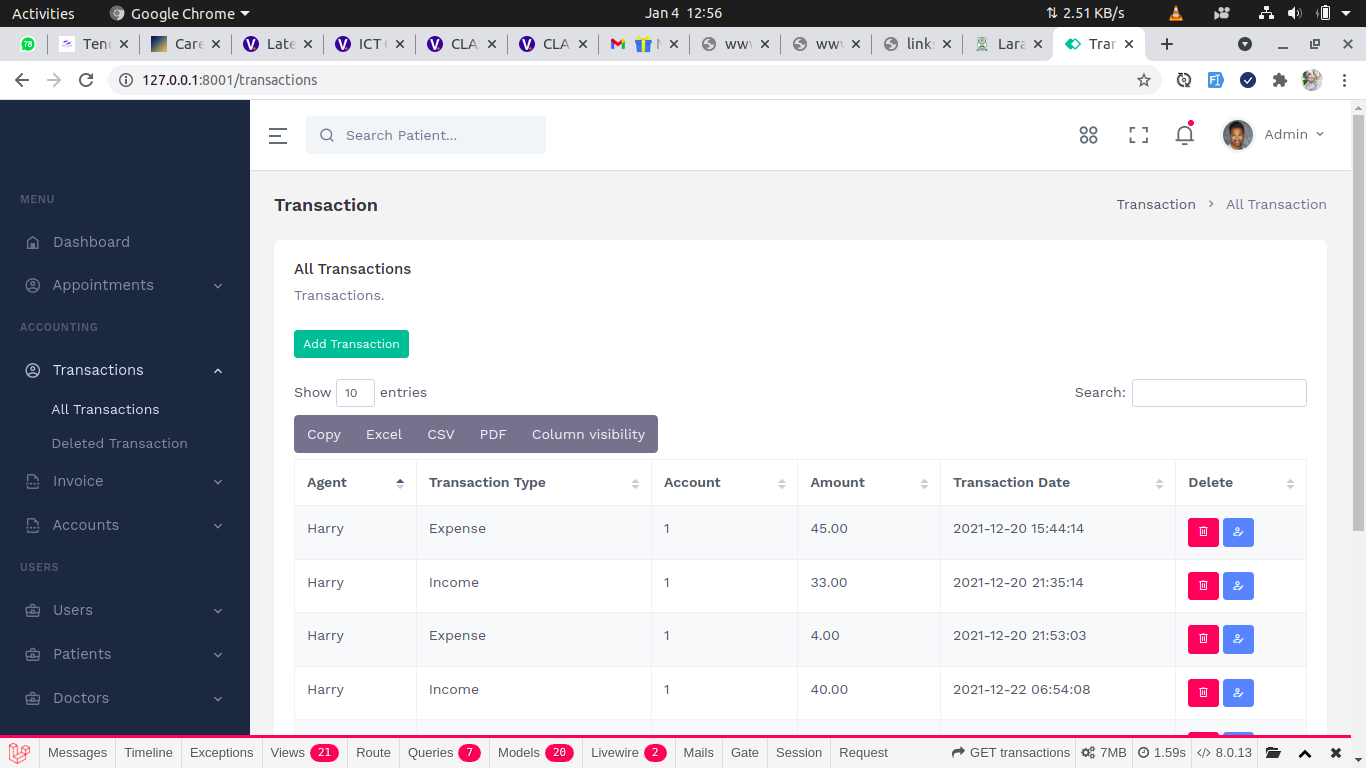 Activities Google Chrome Jan 4 12:56 2.51 KB/s
78 Tend Care Late ICT CLA CLA M www www links Lara Tran
127.0.0.1:8001/transactions
Search Patient... Admin
MENU
Transaction Transaction All Transaction
Dashboard
Appointments
All Transactions
Transactions.
ACCOUNTING
Add Transaction
Transactions
Show 10 entries Search:
All Transactions
Copy Excel CSV PDF Column visibility
Deleted Transaction
Invoice
Agent Transaction Type Account Amount Transaction Date Delete
Accounts
Harry Expense 1 45.00 2021-12-20 15:44:14
USERS
Harry Income 1 33.00 2021-12-20 21:35:14
Users
Harry Expense 1 4.00 2021-12-20 21:53:03
Patients
Harry Income 1 40.00 2021-12-22 06:54:08
Doctors
Messages Timeline Exceptions Views 21 Route Queries 7 Models 20 Livewire 2 Mails Gate Session Request GET transactions 7MB 1.59s 8.0.13